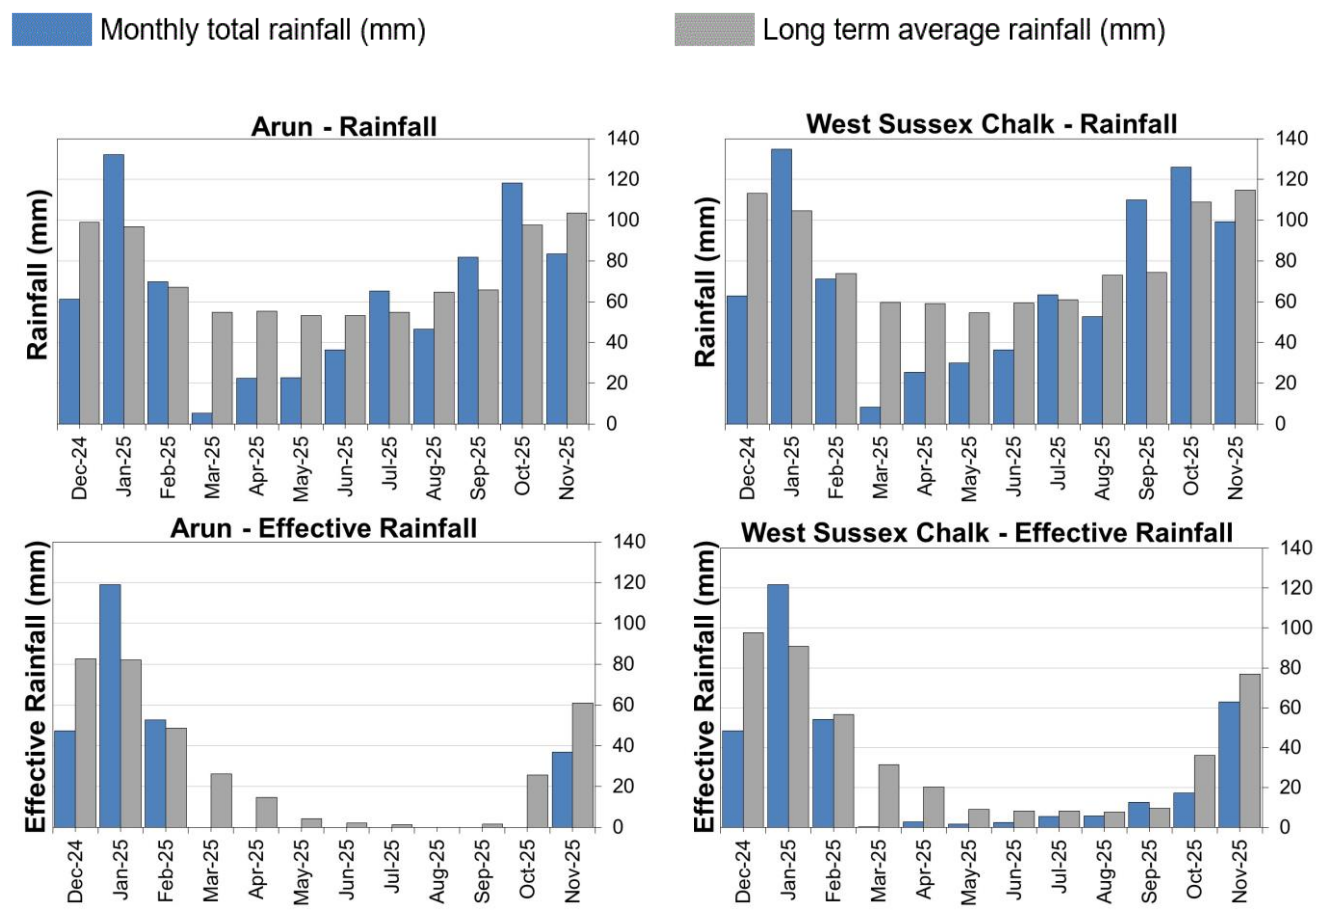 Monthly total rainfall (mm)
Long term average rainfall (mm)
Arun - Rainfall
Rainfall (mm)
140
120
100
80
60
40
20
0
Dec-24
Jan-25
Feb-25
Mar-25
Apr-25
May-25
Jun-25
Jul-25
Aug-25
Sep-25
Oct-25
Nov-25
West Sussex Chalk - Rainfall
Rainfall (mm)
140
120
100
80
60
40
20
0
Dec-24
Jan-25
Feb-25
Mar-25
Apr-25
May-25
Jun-25
Jul-25
Aug-25
Sep-25
Oct-25
Nov-25
Arun - Effective Rainfall
Effective Rainfall (mm)
140
120
100
80
60
40
20
0
Dec-24
Jan-25
Feb-25
Mar-25
Apr-25
May-25
Jun-25
Jul-25
Aug-25
Sep-25
Oct-25
Nov-25
West Sussex Chalk - Effective Rainfall
Effective Rainfall (mm)
140
120
100
80
60
40
20
0
Dec-24
Jan-25
Feb-25
Mar-25
Apr-25
May-25
Jun-25
Jul-25
Aug-25
Sep-25
Oct-25
Nov-25